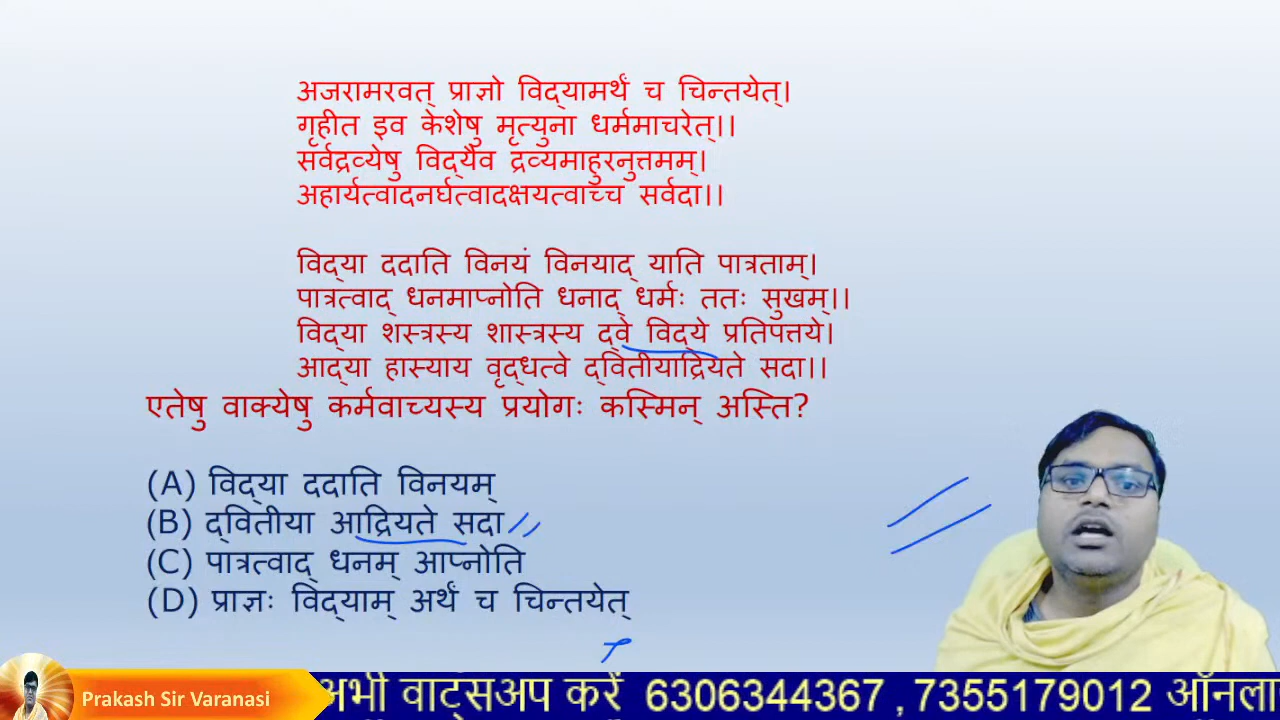 अजरामरवत् प्राज्ञो विद्यामर्थं च चिन्तयेत्।
गृहीत इव केशेषु मृत्युना धर्ममाचरेत्।।
सर्वद्रव्येषु विद्यैव द्रव्यमाहुरनुत्तमम्।
अहार्यत्वादनर्घत्वादक्षयत्वाच्च सर्वदा।।
विद्या ददाति विनयं विनयाद् याति पात्रताम्।
पात्रत्वाद् धनमाप्नोति धनाद् धर्मः ततः सुखम्।।
विद्या शस्त्रस्य शास्त्रस्य द्वे विद्ये प्रतिपत्तये।
आद्या हास्याय वृद्धत्वे द्वितीयाद्रियते सदा।।
एतेषु वाक्येषु कर्मवाच्यस्य प्रयोगः कस्मिन् अस्ति?
(A) विद्या ददाति विनयम्
(B) द्वितीया आद्रियते सदा
(C) पात्रत्वाद् धनम् आप्नोति
(D) प्राज्ञः विद्याम् अर्थं च चिन्तयेत्
Prakash Sir Varanasi
अभी वाट्सअप करें 6306344367 , 7355179012 ऑनला